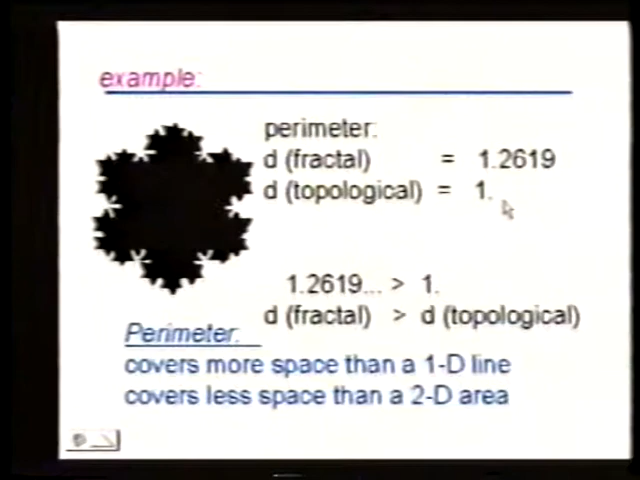 example:
perimeter:
d (fractal) = 1.2619
d (topological) = 1.
1.2619... > 1.
d (fractal) > d (topological)
Perimeter:
covers more space than a 1-D line
covers less space than a 2-D area